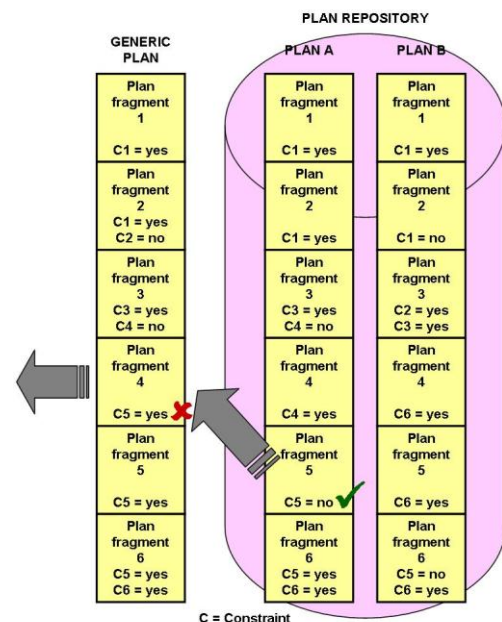 PLAN REPOSITORY
GENERIC
PLAN
PLAN A
PLAN B
Plan
fragment
1
C1 = yes
Plan
fragment
2
C1 = yes
C2 = no
Plan
fragment
3
C3 = yes
C4 = no
Plan
fragment
4
C5 = yes
Plan
fragment
5
C5 = yes
Plan
fragment
6
C5 = yes
C6 = yes
Plan
fragment
1
C1 = yes
Plan
fragment
2
C1 = yes
Plan
fragment
3
C3 = yes
C4 = no
Plan
fragment
4
C4 = yes
Plan
fragment
5
C5 = no
Plan
fragment
6
C5 = yes
C6 = yes
Plan
fragment
1
C1 = yes
Plan
fragment
2
C1 = no
Plan
fragment
3
C2 = yes
C3 = yes
Plan
fragment
4
C6 = yes
Plan
fragment
5
C6 = yes
Plan
fragment
6
C5 = no
C6 = yes
C = Constraint